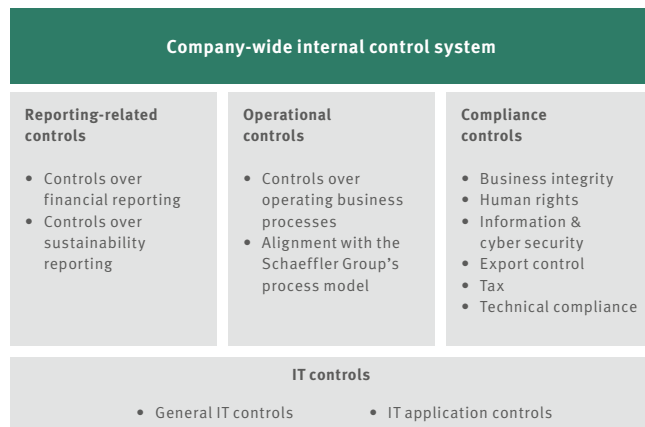 Company-wide internal control system
Reporting-related
controls
• Controls over
financial reporting
• Controls over
sustainability
reporting
Operational
controls
• Controls over
operating business
processes
• Alignment with the
Schaeffler Group’s
process model
Compliance
controls
• Business integrity
• Human rights
• Information &
cyber security
• Export control
• Tax
• Technical compliance
IT controls
• General IT controls
• IT application controls